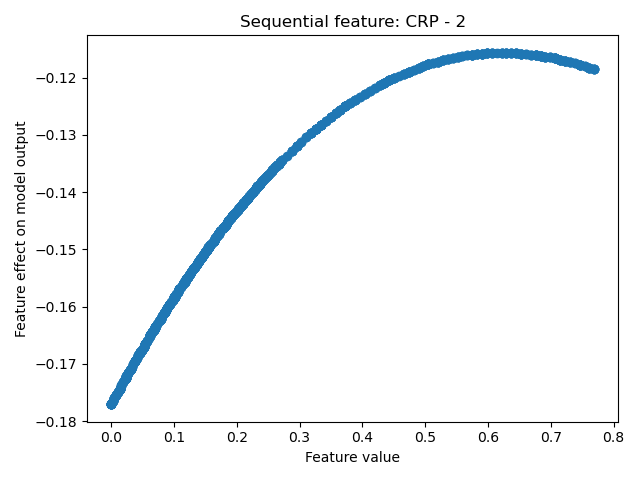 Sequential feature: CRP - 2
Feature effect on model output
−0.12
−0.13
−0.14
−0.15
−0.16
−0.17
−0.18
0.0 0.1 0.2 0.3 0.4 0.5 0.6 0.7 0.8
Feature value